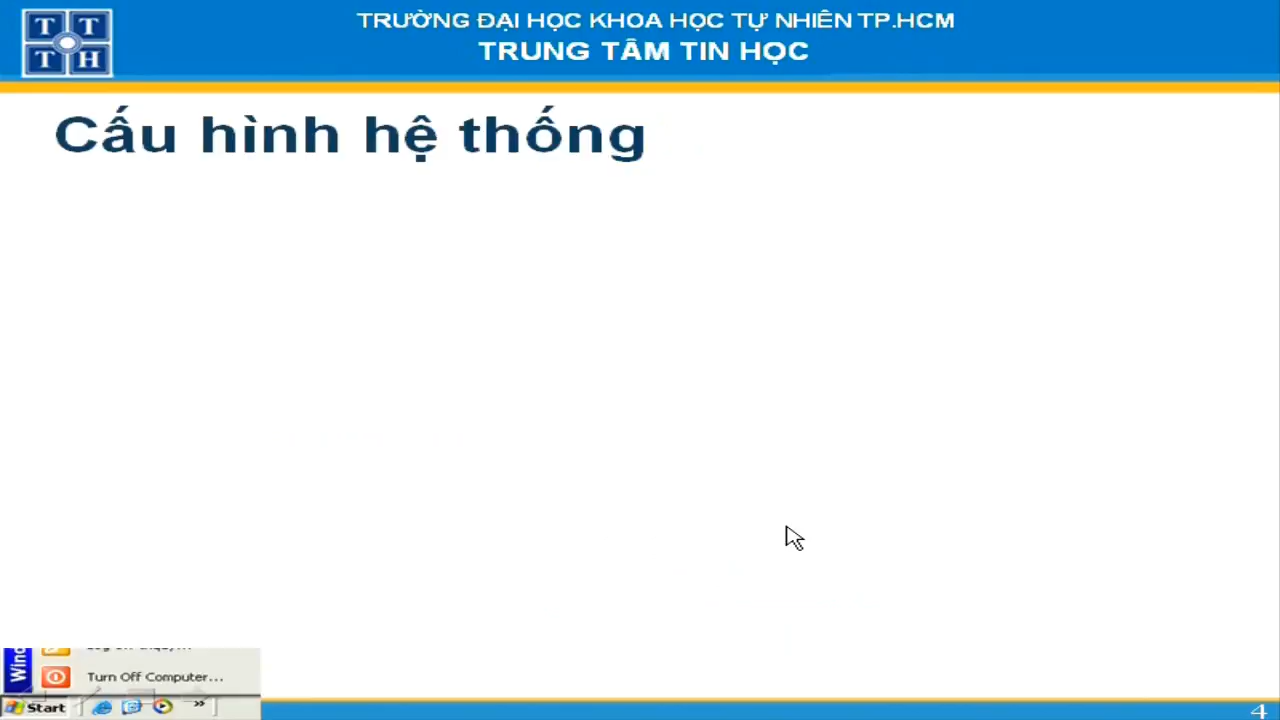 T T
T H
TRƯỜNG ĐẠI HỌC KHOA HỌC TỰ NHIÊN TP.HCM
TRUNG TÂM TIN HỌC
Cấu hình hệ thống
Wind
Turn Off Computer...
Start
»
4